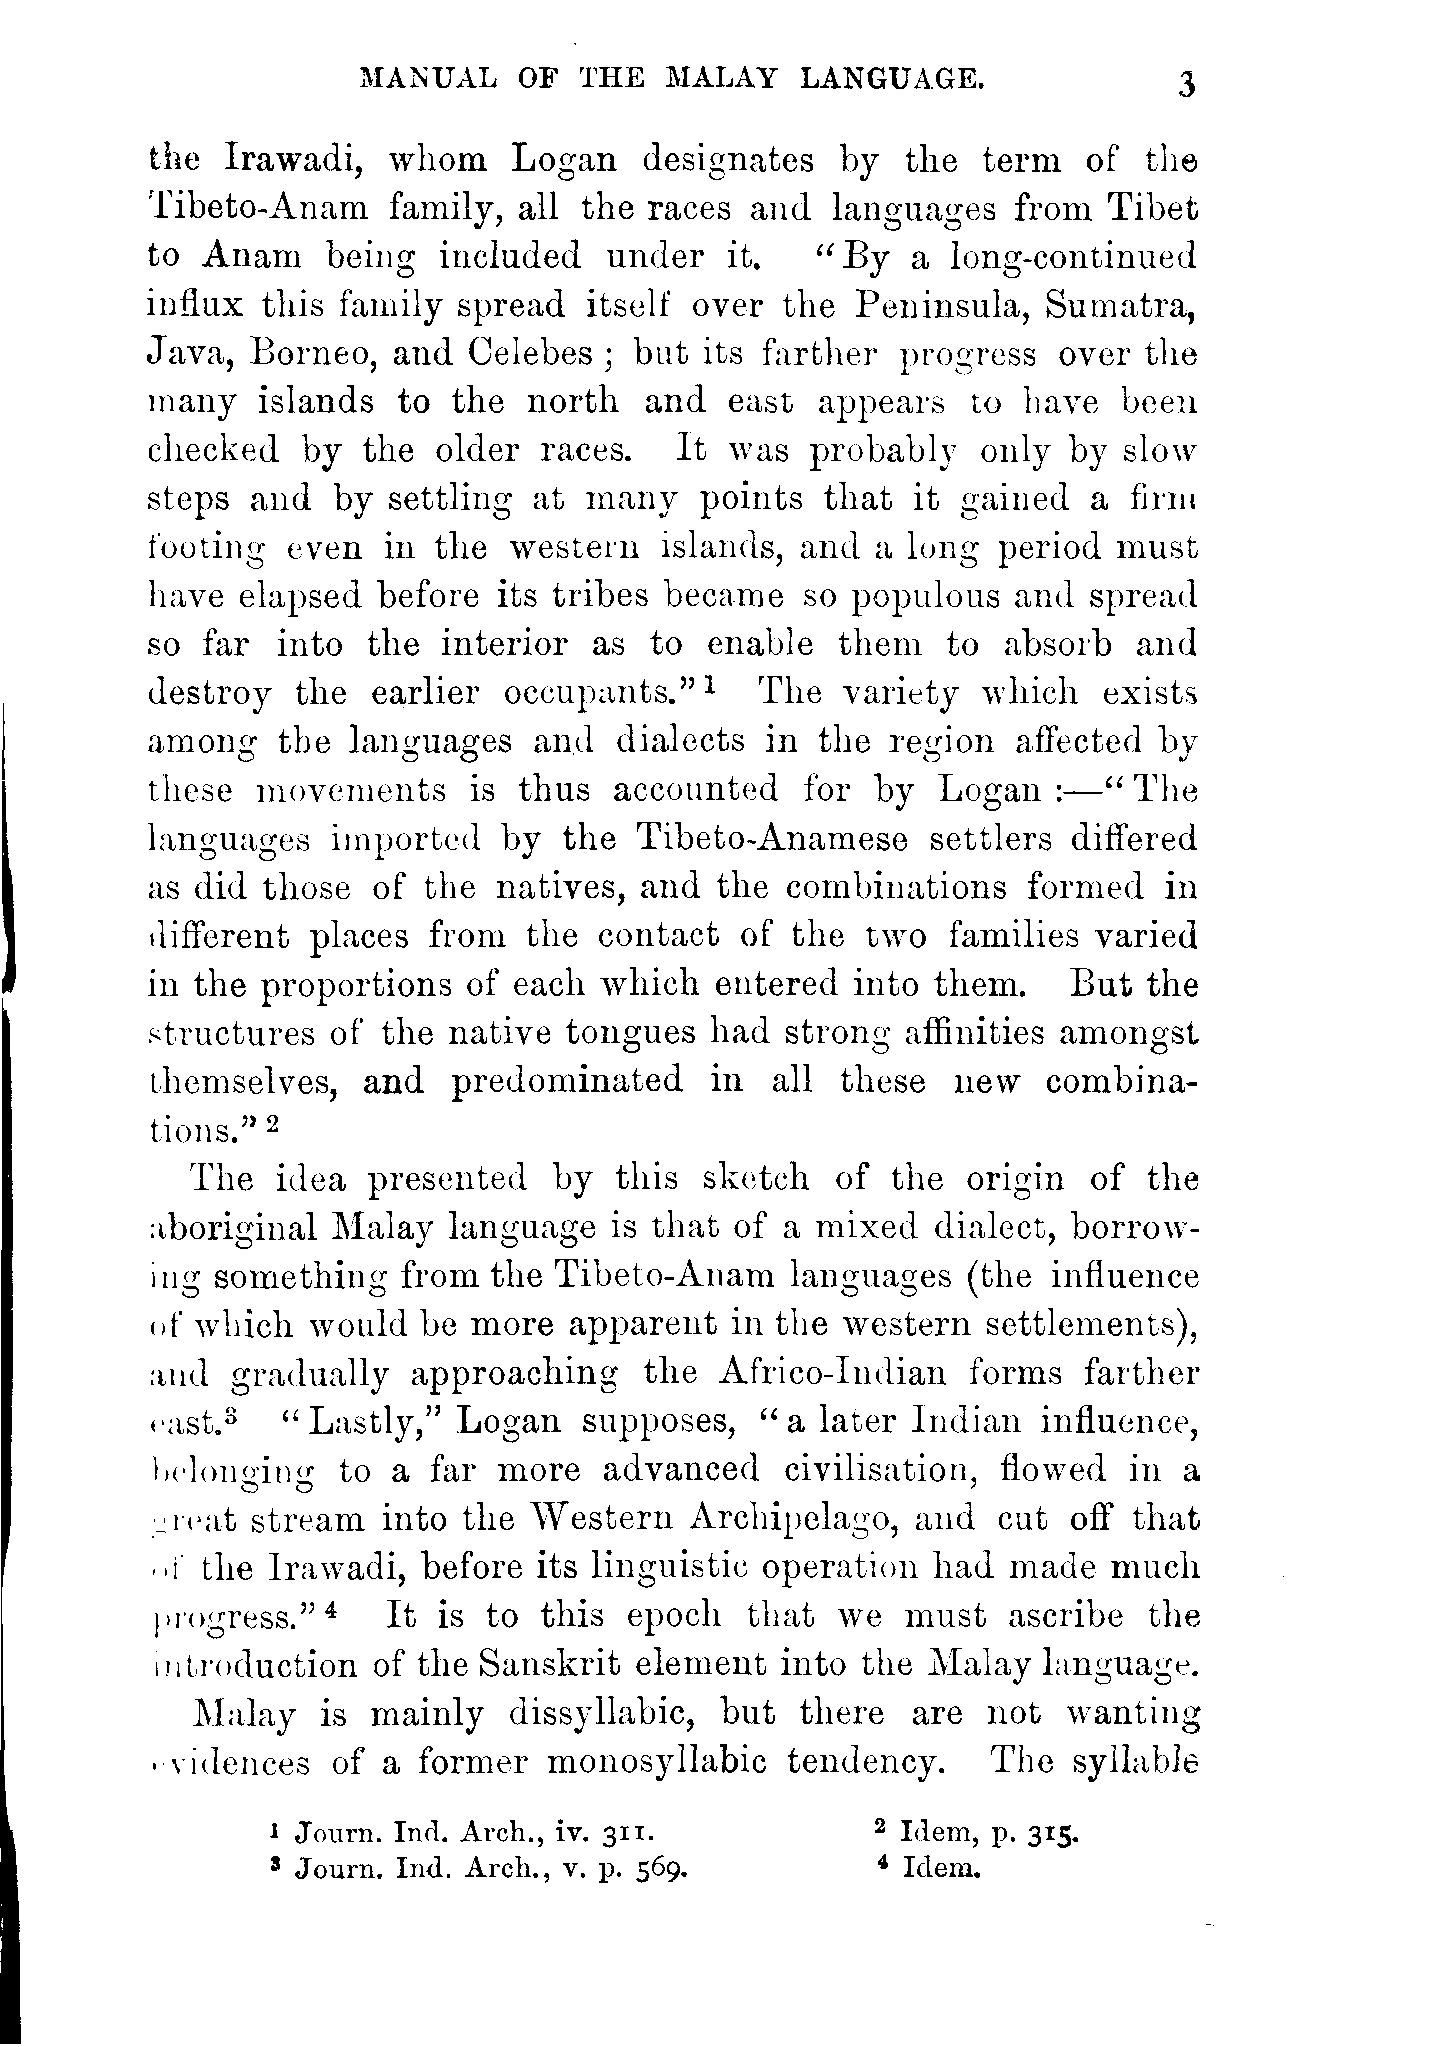 MANUAL OF THE MALAY LANGUAGE. 3
the Irawadi, whom Logan designates by the term of the
Tibeto-Anam family, all the races and languages from Tibet
to Anam being included under it. “By a long-continued
influx this family spread itself over the Peninsula, Sumatra,
Java, Borneo, and Celebes ; but its farther progress over the
many islands to the north and east appears to have been
checked by the older races. It was probably only by slow
steps and by settling at many points that it gained a firm
footing even in the western islands, and a long period must
have elapsed before its tribes became so populous and spread
so far into the interior as to enable them to absorb and
destroy the earlier occupants.” 1 The variety which exists
among the languages and dialects in the region affected by
these movements is thus accounted for by Logan :—“ The
languages imported by the Tibeto-Anamese settlers differed
as did those of the natives, and the combinations formed in
different places from the contact of the two families varied
in the proportions of each which entered into them. But the
structures of the native tongues had strong affinities amongst
themselves, and predominated in all these new combina-
tions.” 2
The idea presented by this sketch of the origin of the
aboriginal Malay language is that of a mixed dialect, borrow-
ing something from the Tibeto-Anam languages (the influence
of which would be more apparent in the western settlements),
and gradually approaching the Africo-Indian forms farther
east.3 “Lastly,” Logan supposes, “a later Indian influence,
belonging to a far more advanced civilisation, flowed in a
great stream into the Western Archipelago, and cut off that
of the Irawadi, before its linguistic operation had made much
progress.” 4 It is to this epoch that we must ascribe the
introduction of the Sanskrit element into the Malay language.
Malay is mainly dissyllabic, but there are not wanting
evidences of a former monosyllabic tendency. The syllable
1 Journ. Ind. Arch., iv. 311. 2 Idem, p. 315.
3 Journ. Ind. Arch., v. p. 569. 4 Idem.